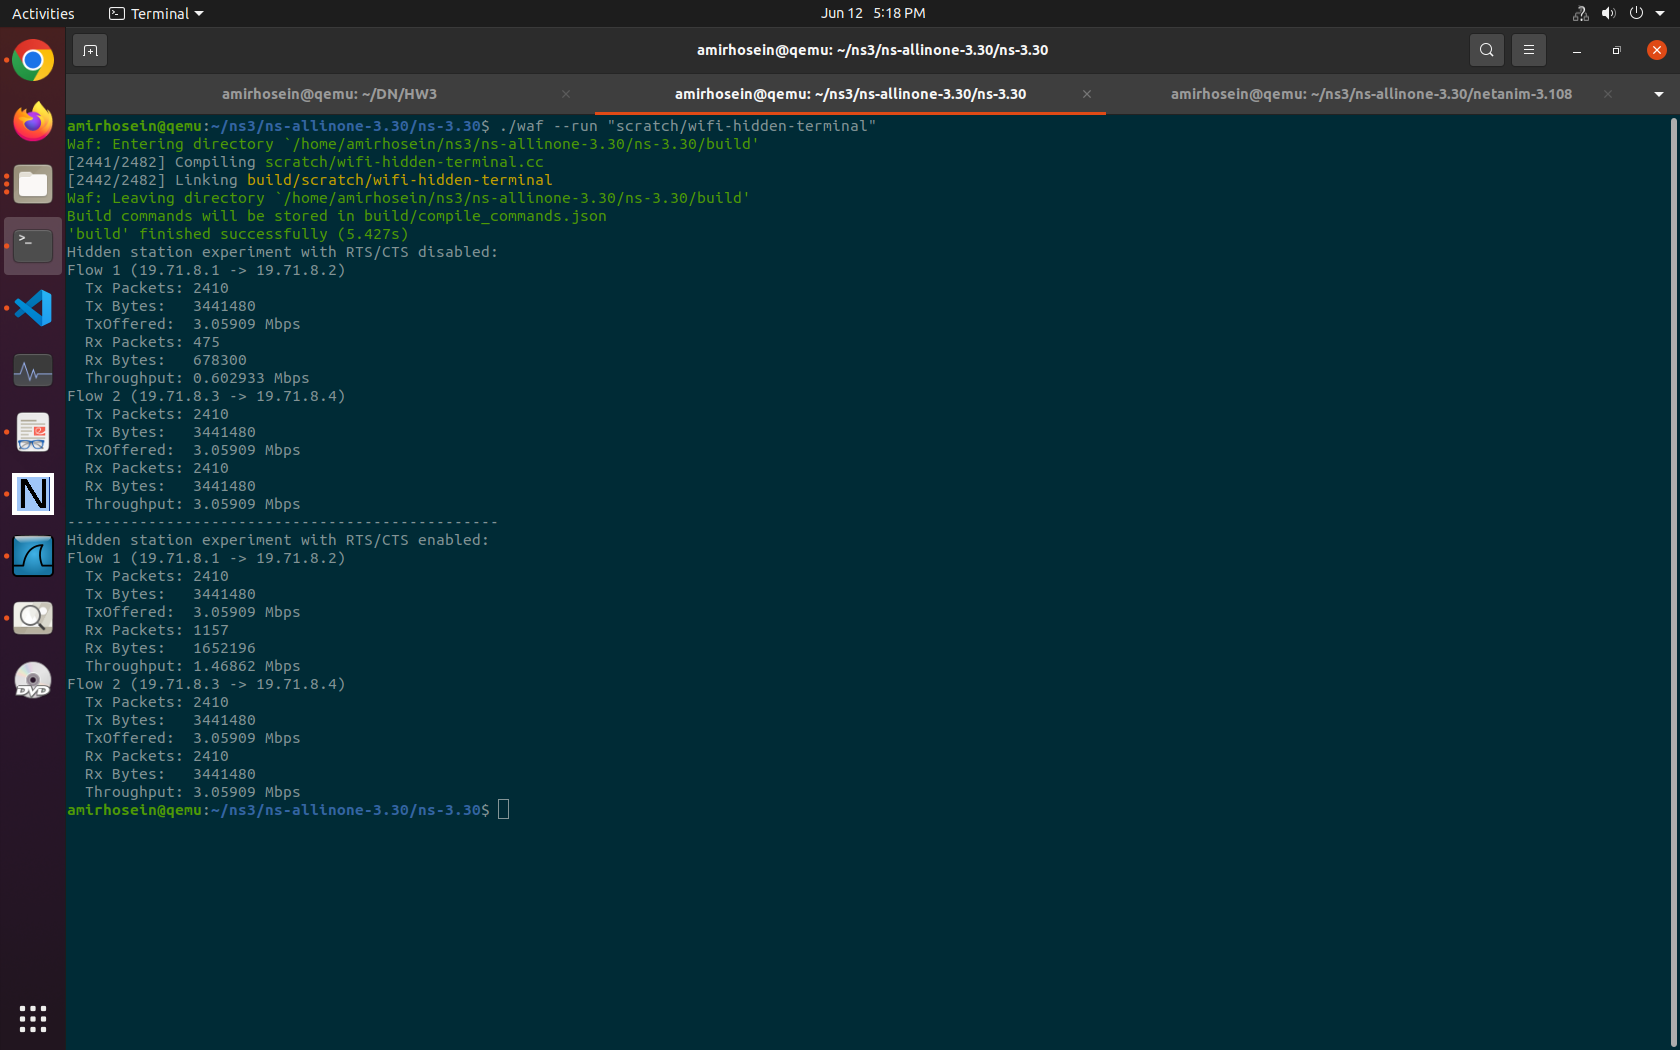 Activities
Terminal
Jun 12 5:18 PM
amirhosein@qemu: ~/ns3/ns-allinone-3.30/ns-3.30
amirhosein@qemu: ~/DN/HW3
amirhosein@qemu: ~/ns3/ns-allinone-3.30/ns-3.30
amirhosein@qemu: ~/ns3/ns-allinone-3.30/netanim-3.108
amirhosein@qemu:~/ns3/ns-allinone-3.30/ns-3.30$ ./waf --run "scratch/wifi-hidden-terminal"
Waf: Entering directory `/home/amirhosein/ns3/ns-allinone-3.30/ns-3.30/build'
[2441/2482] Compiling scratch/wifi-hidden-terminal.cc
[2442/2482] Linking build/scratch/wifi-hidden-terminal
Waf: Leaving directory `/home/amirhosein/ns3/ns-allinone-3.30/ns-3.30/build'
Build commands will be stored in build/compile_commands.json
'build' finished successfully (5.427s)
Hidden station experiment with RTS/CTS disabled:
Flow 1 (19.71.8.1 -> 19.71.8.2)
  Tx Packets: 2410
  Tx Bytes:   3441480
  TxOffered:  3.05909 Mbps
  Rx Packets: 475
  Rx Bytes:   678300
  Throughput: 0.602933 Mbps
Flow 2 (19.71.8.3 -> 19.71.8.4)
  Tx Packets: 2410
  Tx Bytes:   3441480
  TxOffered:  3.05909 Mbps
  Rx Packets: 2410
  Rx Bytes:   3441480
  Throughput: 3.05909 Mbps
------------------------------------------------
Hidden station experiment with RTS/CTS enabled:
Flow 1 (19.71.8.1 -> 19.71.8.2)
  Tx Packets: 2410
  Tx Bytes:   3441480
  TxOffered:  3.05909 Mbps
  Rx Packets: 1157
  Rx Bytes:   1652196
  Throughput: 1.46862 Mbps
Flow 2 (19.71.8.3 -> 19.71.8.4)
  Tx Packets: 2410
  Tx Bytes:   3441480
  TxOffered:  3.05909 Mbps
  Rx Packets: 2410
  Rx Bytes:   3441480
  Throughput: 3.05909 Mbps
amirhosein@qemu:~/ns3/ns-allinone-3.30/ns-3.30$
N
DVD